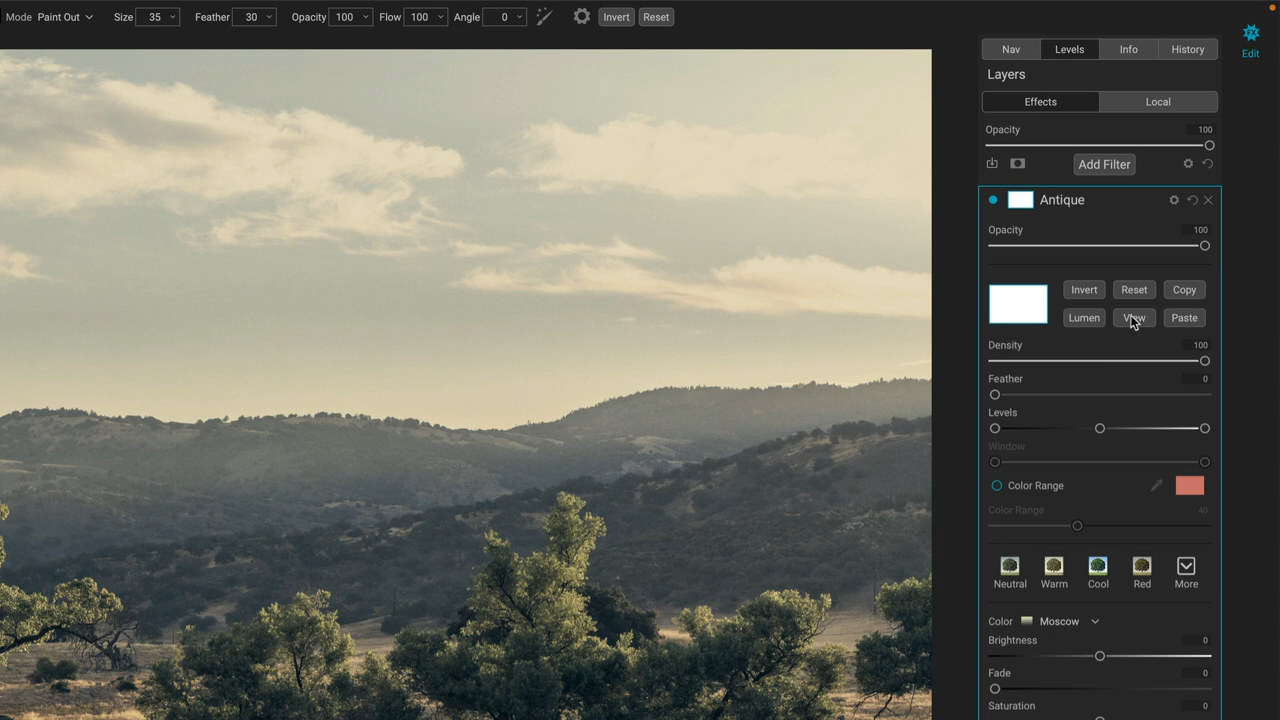 Mode Paint Out Size 35 Feather 30 Opacity 100 Flow 100 Angle 0 Invert Reset
FX
Edit
Nav Levels Info History
Layers
Effects Local
Opacity 100
Add Filter
Antique
Opacity 100
Invert Reset Copy
Lumen View Paste
Density 100
Feather 0
Levels
Window
Color Range
Color Range 40
Neutral Warm Cool Red More
Color Moscow
Brightness 0
Fade 0
Saturation 0